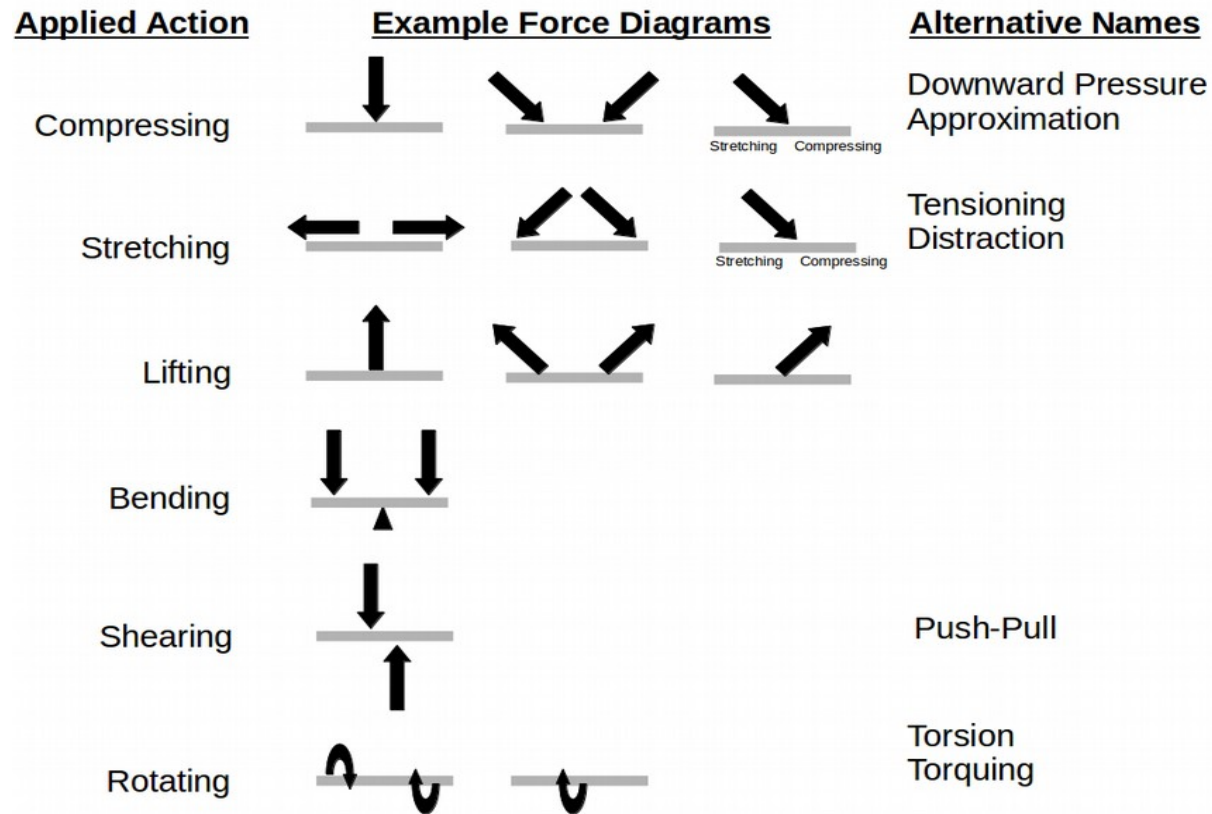 Applied Action Example Force Diagrams Alternative Names
Compressing
Stretching Compressing
Downward Pressure
Approximation
Stretching
Stretching Compressing
Tensioning
Distraction
Lifting
Bending
Shearing
Push-Pull
Rotating
Torsion
Torquing